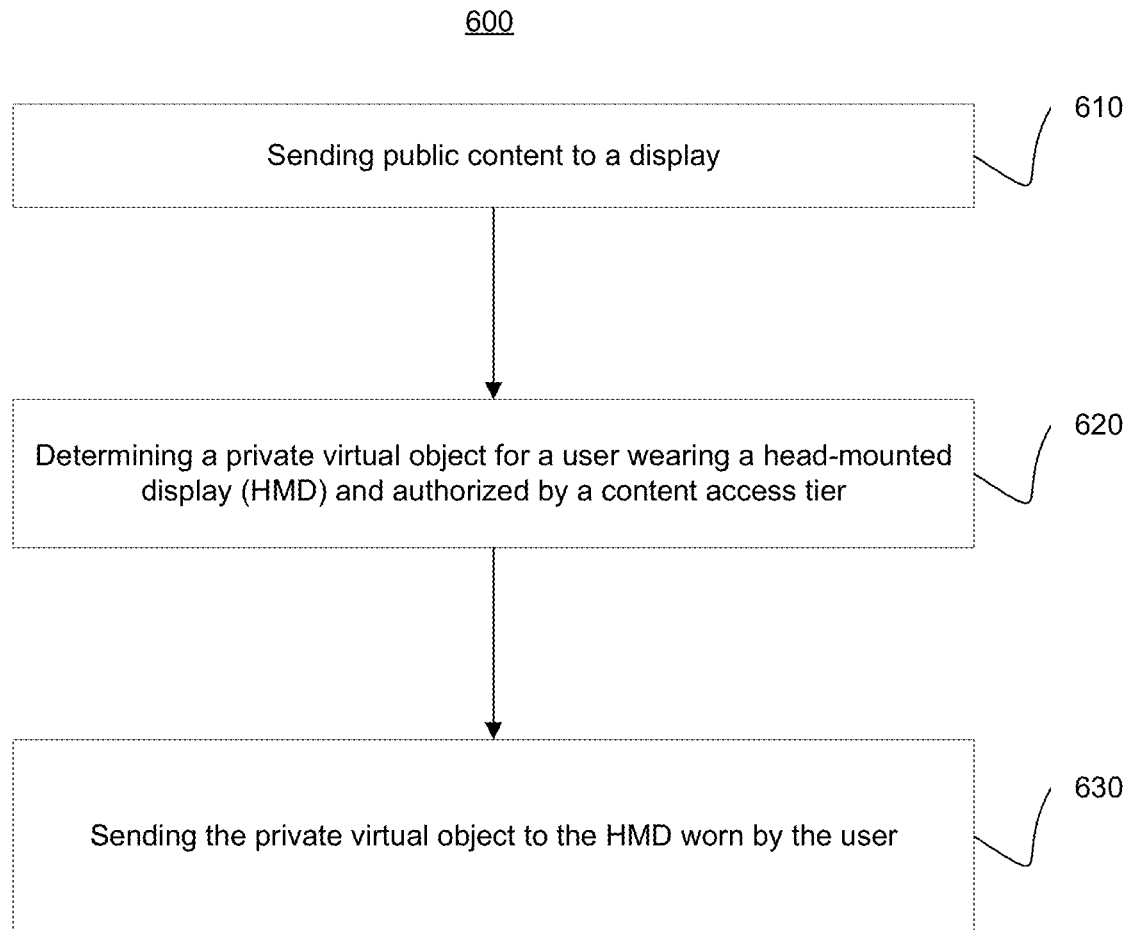 600
610
Sending public content to a display
620
Determining a private virtual object for a user wearing a head-mounted
display (HMD) and authorized by a content access tier
630
Sending the private virtual object to the HMD worn by the user